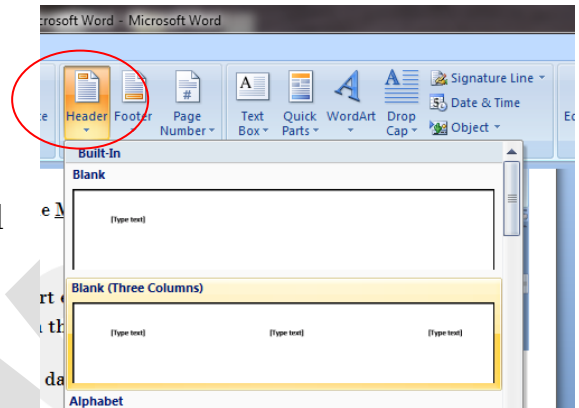 crosoft Word - Microsoft Word
Header Footer Page Number
Text Box Quick Parts WordArt Drop Cap
Signature Line
Date & Time
Object
Built-In
Blank
[Type text]
Blank (Three Columns)
[Type text] [Type text] [Type text]
Alphabet